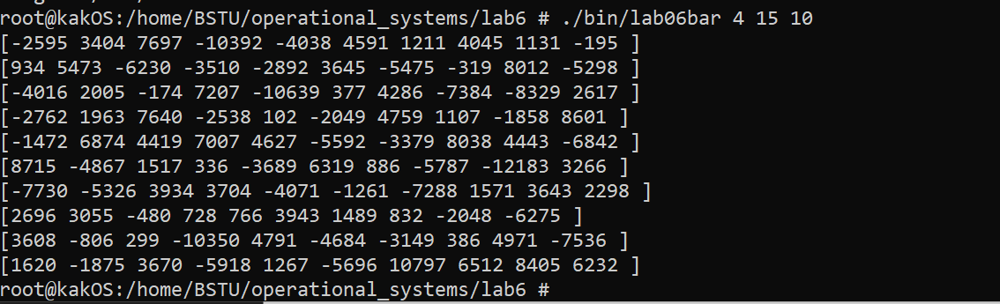 root@kakOS:/home/BSTU/operational_systems/lab6 # ./bin/lab06bar 4 15 10
[-2595 3404 7697 -10392 -4038 4591 1211 4045 1131 -195 ]
[934 5473 -6230 -3510 -2892 3645 -5475 -319 8012 -5298 ]
[-4016 2005 -174 7207 -10639 377 4286 -7384 -8329 2617 ]
[-2762 1963 7640 -2538 102 -2049 4759 1107 -1858 8601 ]
[-1472 6874 4419 7007 4627 -5592 -3379 8038 4443 -6842 ]
[8715 -4867 1517 336 -3689 6319 886 -5787 -12183 3266 ]
[-7730 -5326 3934 3704 -4071 -1261 -7288 1571 3643 2298 ]
[2696 3055 -480 728 766 3943 1489 832 -2048 -6275 ]
[3608 -806 299 -10350 4791 -4684 -3149 386 4971 -7536 ]
[1620 -1875 3670 -5918 1267 -5696 10797 6512 8405 6232 ]
root@kakOS:/home/BSTU/operational_systems/lab6 #